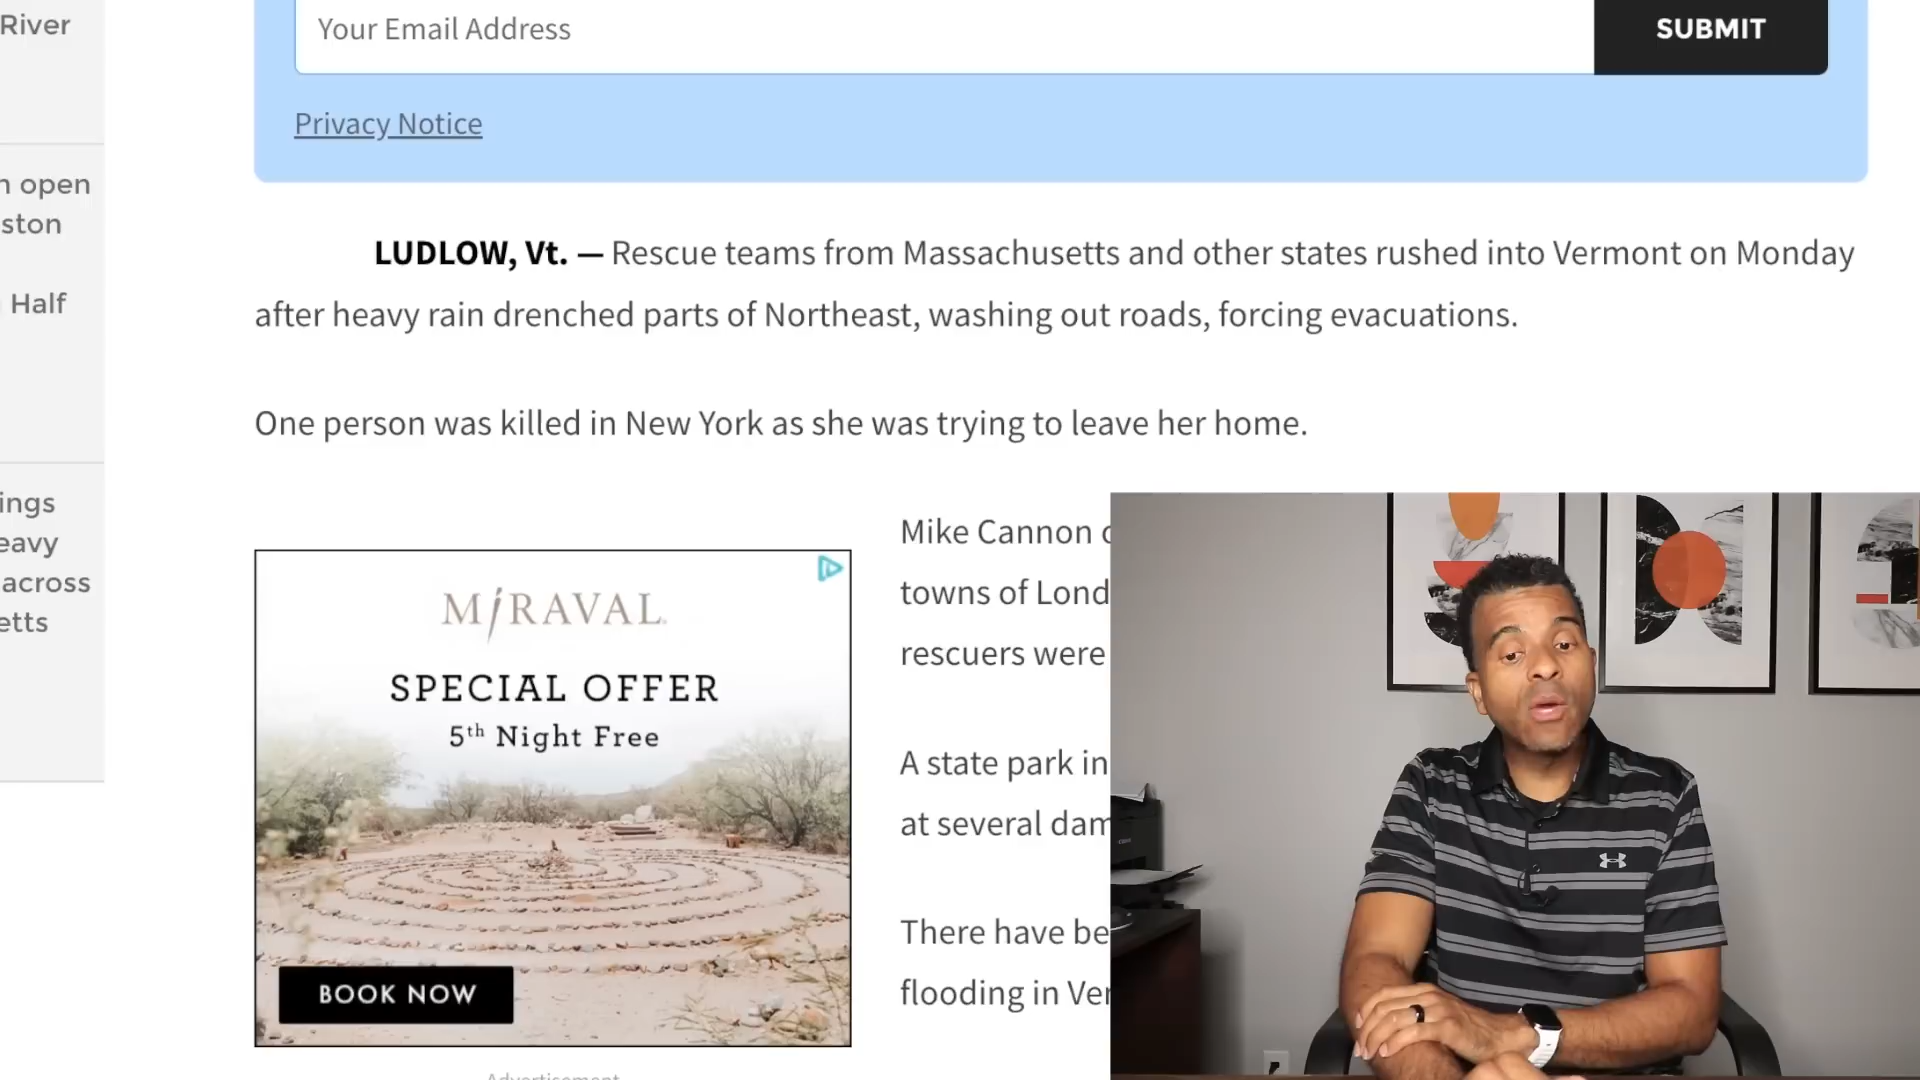 River
Your Email Address
SUBMIT
Privacy Notice
open
ston
Half
LUDLOW, Vt. — Rescue teams from Massachusetts and other states rushed into Vermont on Monday
after heavy rain drenched parts of Northeast, washing out roads, forcing evacuations.
One person was killed in New York as she was trying to leave her home.
ings
eavy
across
etts
MIRAVAL
SPECIAL OFFER
5th Night Free
BOOK NOW
Advertisement
Mike Cannon
towns of Lond
rescuers were
A state park in
at several dam
There have be
flooding in Ver